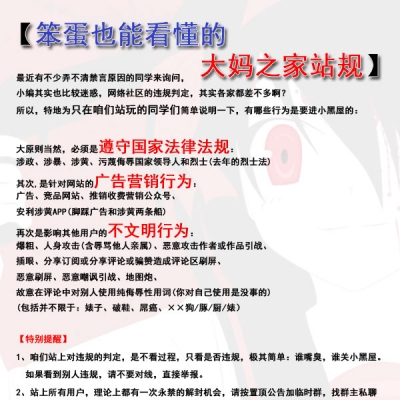 【笨蛋也能看懂的
大妈之家站规】
最近有不少弄不清禁言原因的同学来询问，
小编其实也比较迷惑，网络社区的违规判定，其实各家都差不多啊？
所以，特地为只在咱们站玩的同学们简单说明一下，有哪些行为是要进小黑屋的：
大原则当然，必须是遵守国家法律法规：
涉政、涉暴、涉黄、污蔑侮辱国家领导人和烈士(去年的烈士法)
其次，是针对网站的广告营销行为：
广告、竞品网站、推销收费营销公众号、
安利涉黄APP(脚踩广告和涉黄两条船)
再次是影响其他用户的不文明行为：
爆粗、人身攻击(含辱骂他人亲属)、恶意攻击作者或作品引战、
插眼、分享订阅或分享评论或骗赞造成评论区刷屏、
恶意刷屏、恶意嘲讽引战、地图炮、
故意在评论中对别人使用纯侮辱性用词(你对自己使用是没事的)
(包括并不限于：婊子、破鞋、屌癌、××狗/豚/厨/婊)
【特别提醒】
1、咱们站上对违规的判定，是不看过程，只看是否违规，极其简单：谁嘴臭，谁关小黑屋。
如果看到别人违规，请不要对线，直接举报。
2、站上所有用户，理论上都有一次永禁的解封机会，请按置顶公告加临时群，找群主私聊